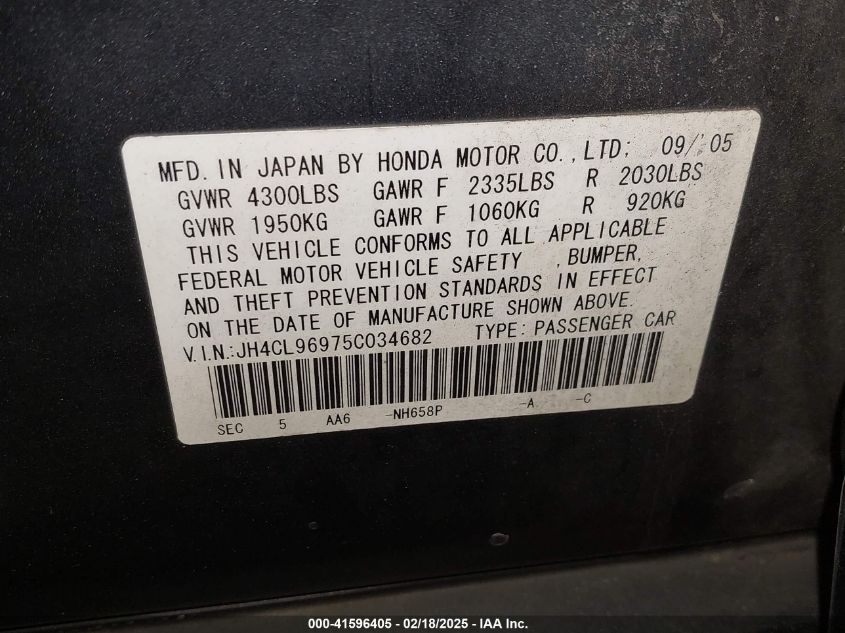 MFD. IN JAPAN BY HONDA MOTOR CO., LTD; 09/'05
GVWR 4300LBS GAWR F 2335LBS R 2030LBS
GVWR 1950KG GAWR F 1060KG R 920KG
THIS VEHICLE CONFORMS TO ALL APPLICABLE
FEDERAL MOTOR VEHICLE SAFETY , BUMPER,
AND THEFT PREVENTION STANDARDS IN EFFECT
ON THE DATE OF MANUFACTURE SHOWN ABOVE.
V.I.N.:JH4CL96975C034682 TYPE: PASSENGER CAR
SEC 5 AA6 -NH658P -A -C
000-41596405 - 02/18/2025 - IAA Inc.